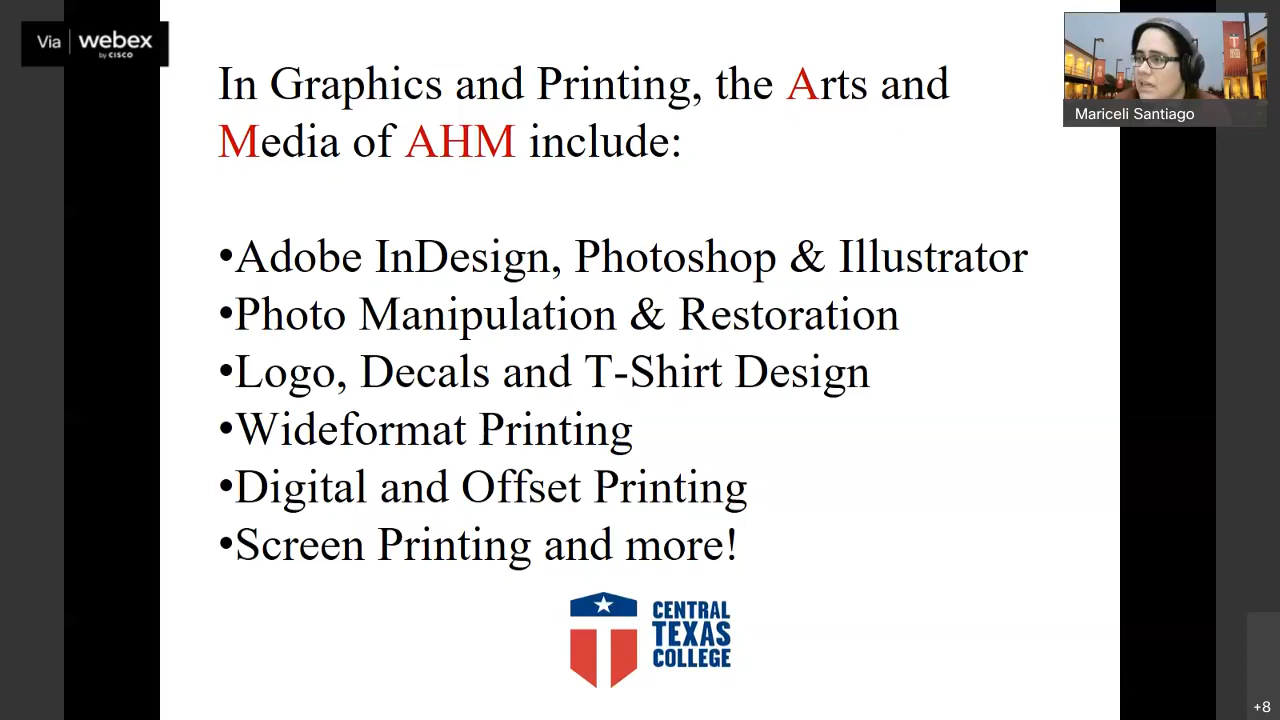 Via webex
by CISCO
Mariceli Santiago
In Graphics and Printing, the Arts and
Media of AHM include:
•Adobe InDesign, Photoshop & Illustrator
•Photo Manipulation & Restoration
•Logo, Decals and T-Shirt Design
•Wideformat Printing
•Digital and Offset Printing
•Screen Printing and more!
CENTRAL
TEXAS
COLLEGE
+8